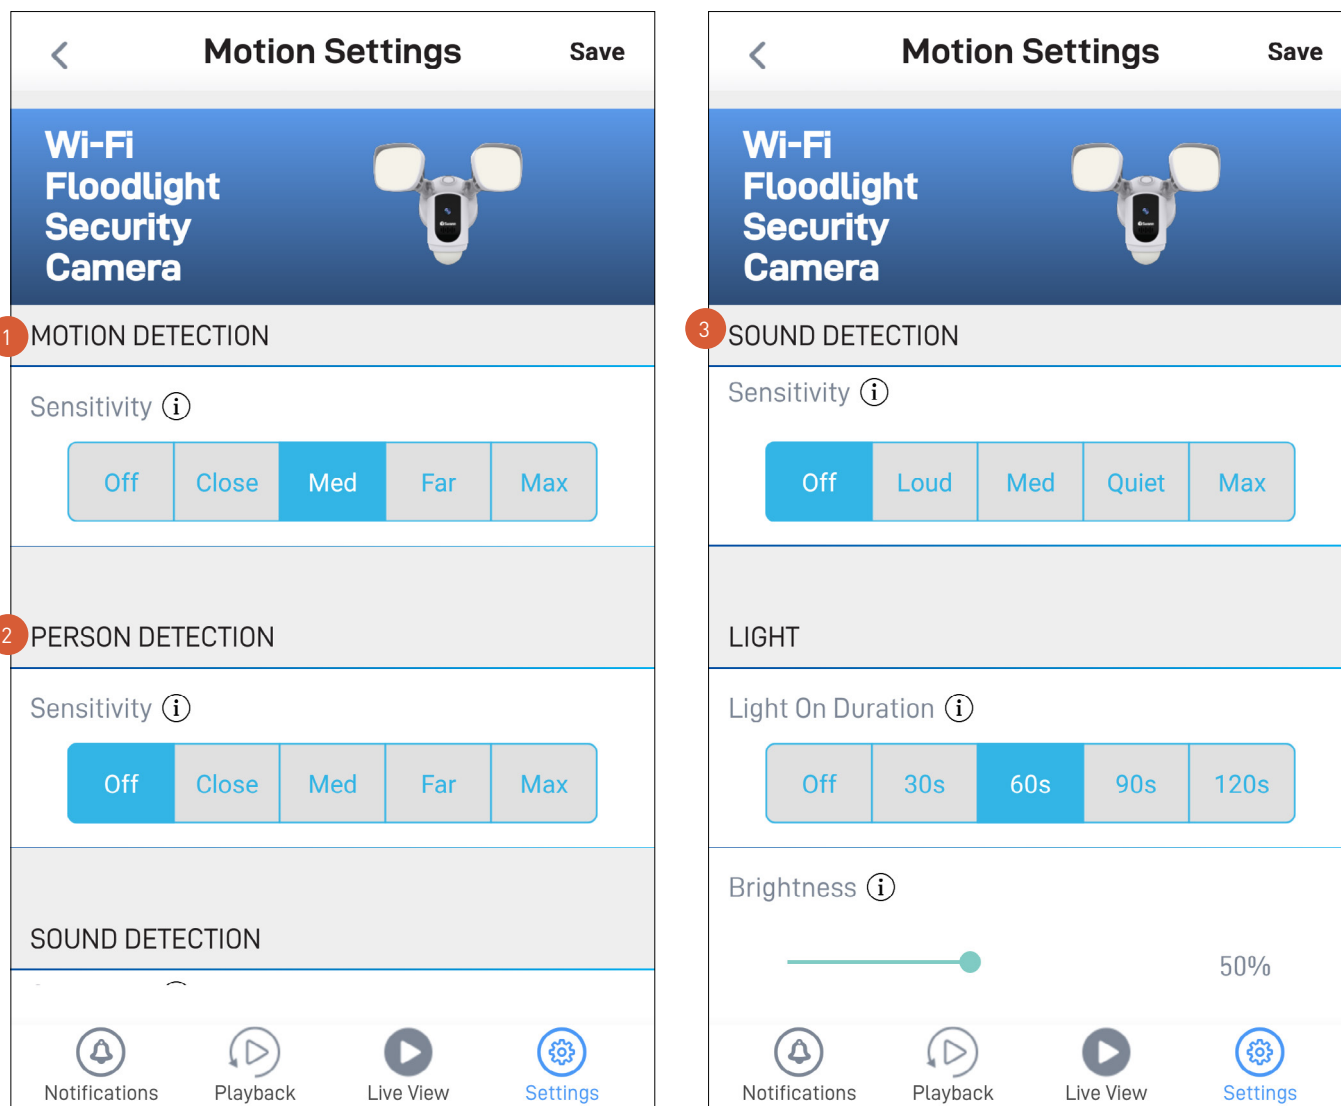 Motion Settings
Save
Wi-Fi
Floodlight
Security
Camera
1 MOTION DETECTION
Sensitivity i
Off Close Med Far Max
2 PERSON DETECTION
Sensitivity i
Off Close Med Far Max
SOUND DETECTION
Notifications Playback Live View Settings
Motion Settings
Save
Wi-Fi
Floodlight
Security
Camera
3 SOUND DETECTION
Sensitivity i
Off Loud Med Quiet Max
LIGHT
Light On Duration i
Off 30s 60s 90s 120s
Brightness i
50%
Notifications Playback Live View Settings